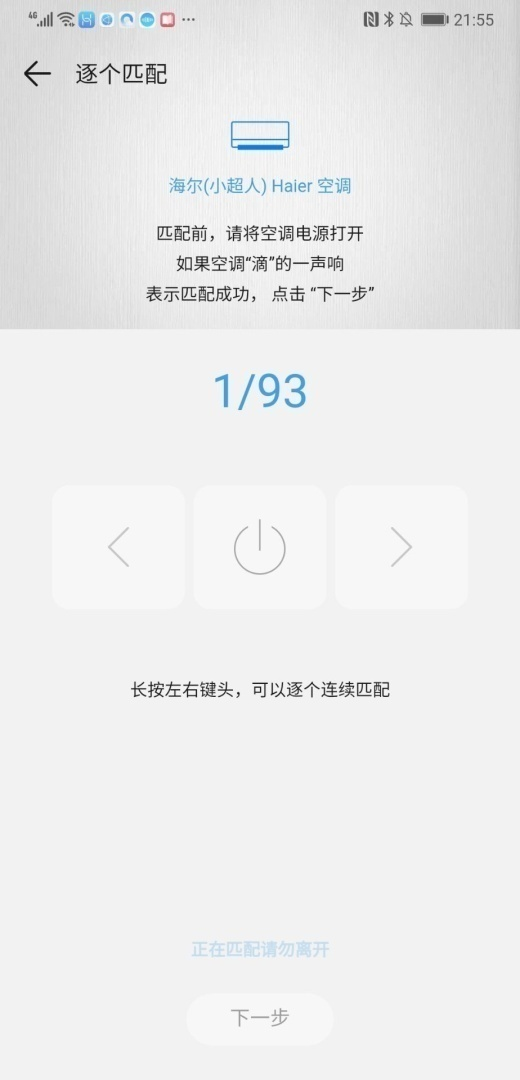 4G 21:55
逐个匹配
海尔(小超人) Haier 空调
匹配前，请将空调电源打开
如果空调“滴”的一声响
表示匹配成功， 点击 “下一步”
1/93
长按左右键头，可以逐个连续匹配
正在匹配请勿离开
下一步